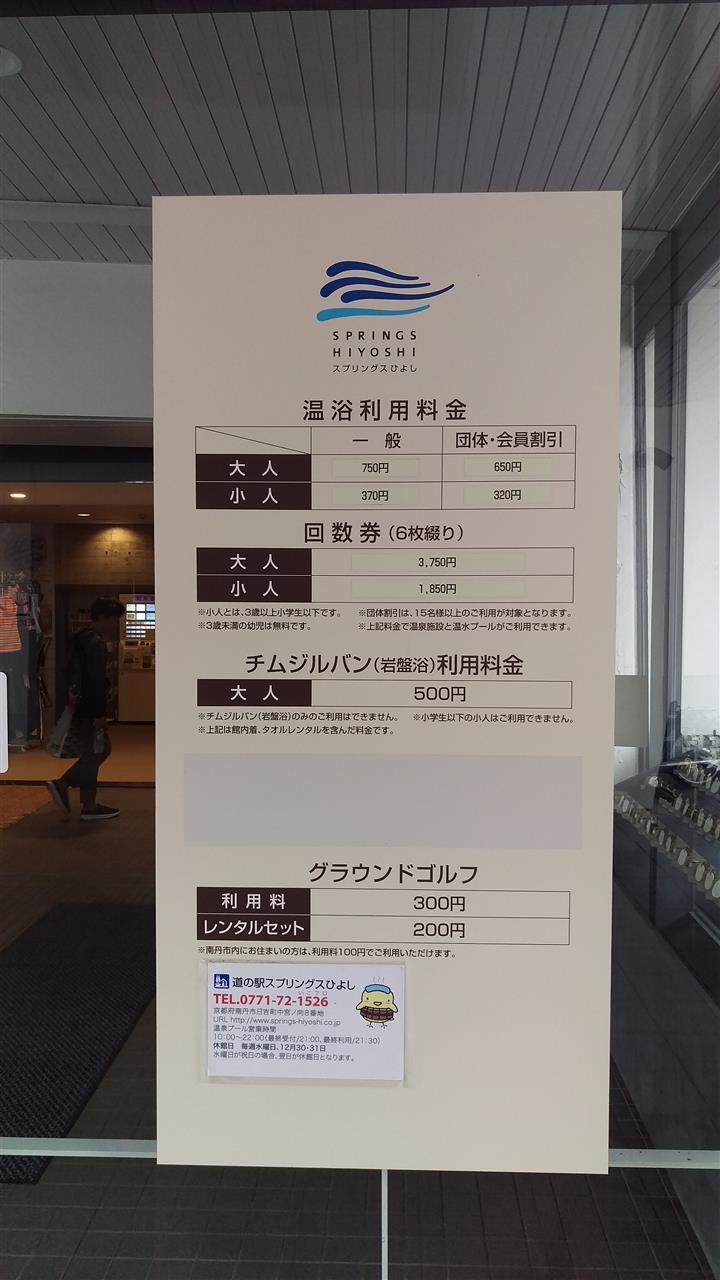 SPRINGS
HIYOSHI
スプリングスひよし
温浴利用料金
一般 団体・会員割引
大人 750円 650円
小人 370円 320円
回数券(6枚綴り)
大人 3,750円
小人 1,850円
※小人とは、3歳以上小学生以下です。 ※団体割引は、15名様以上のご利用が対象となります。
※3歳未満の幼児は無料です。 ※上記料金で温泉施設と温水プールがご利用できます。
チムジルバン(岩盤浴)利用料金
大人 500円
※チムジルバン(岩盤浴)のみのご利用はできません。 ※小学生以下の小人はご利用できません。
※上記は館内着、タオルレンタルを含んだ料金です。
グラウンドゴルフ
利用料 300円
レンタルセット 200円
※南丹市内にお住まいの方は、利用料100円でご利用いただけます。
道の駅スプリングスひよし
いこフロ
TEL.0771-72-1526
京都府南丹市日吉町中宮ノ向8番地
URL http://www.springs-hiyoshi.co.jp
温泉プール営業時間
10:00~22:00(最終受付/21:00、最終利用/21:30)
休館日 毎週水曜日、12月30・31日
水曜日が祝日の場合、翌日が休館日となります。